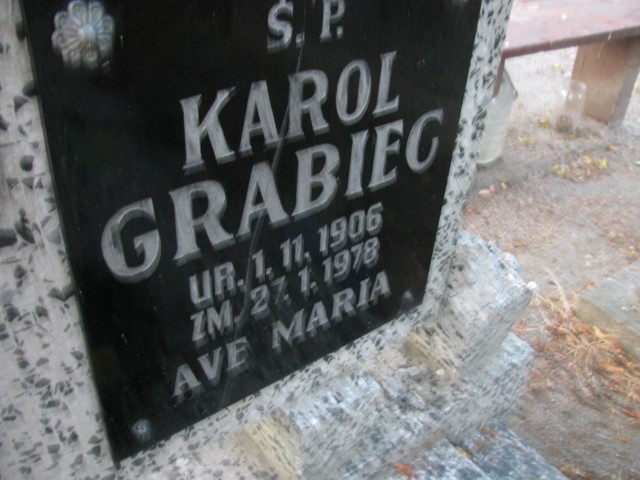 Ś. P.
KAROL
GRABIEC
UR. 1. 11. 1906
ZM. 27. 1. 1978
AVE MARIA